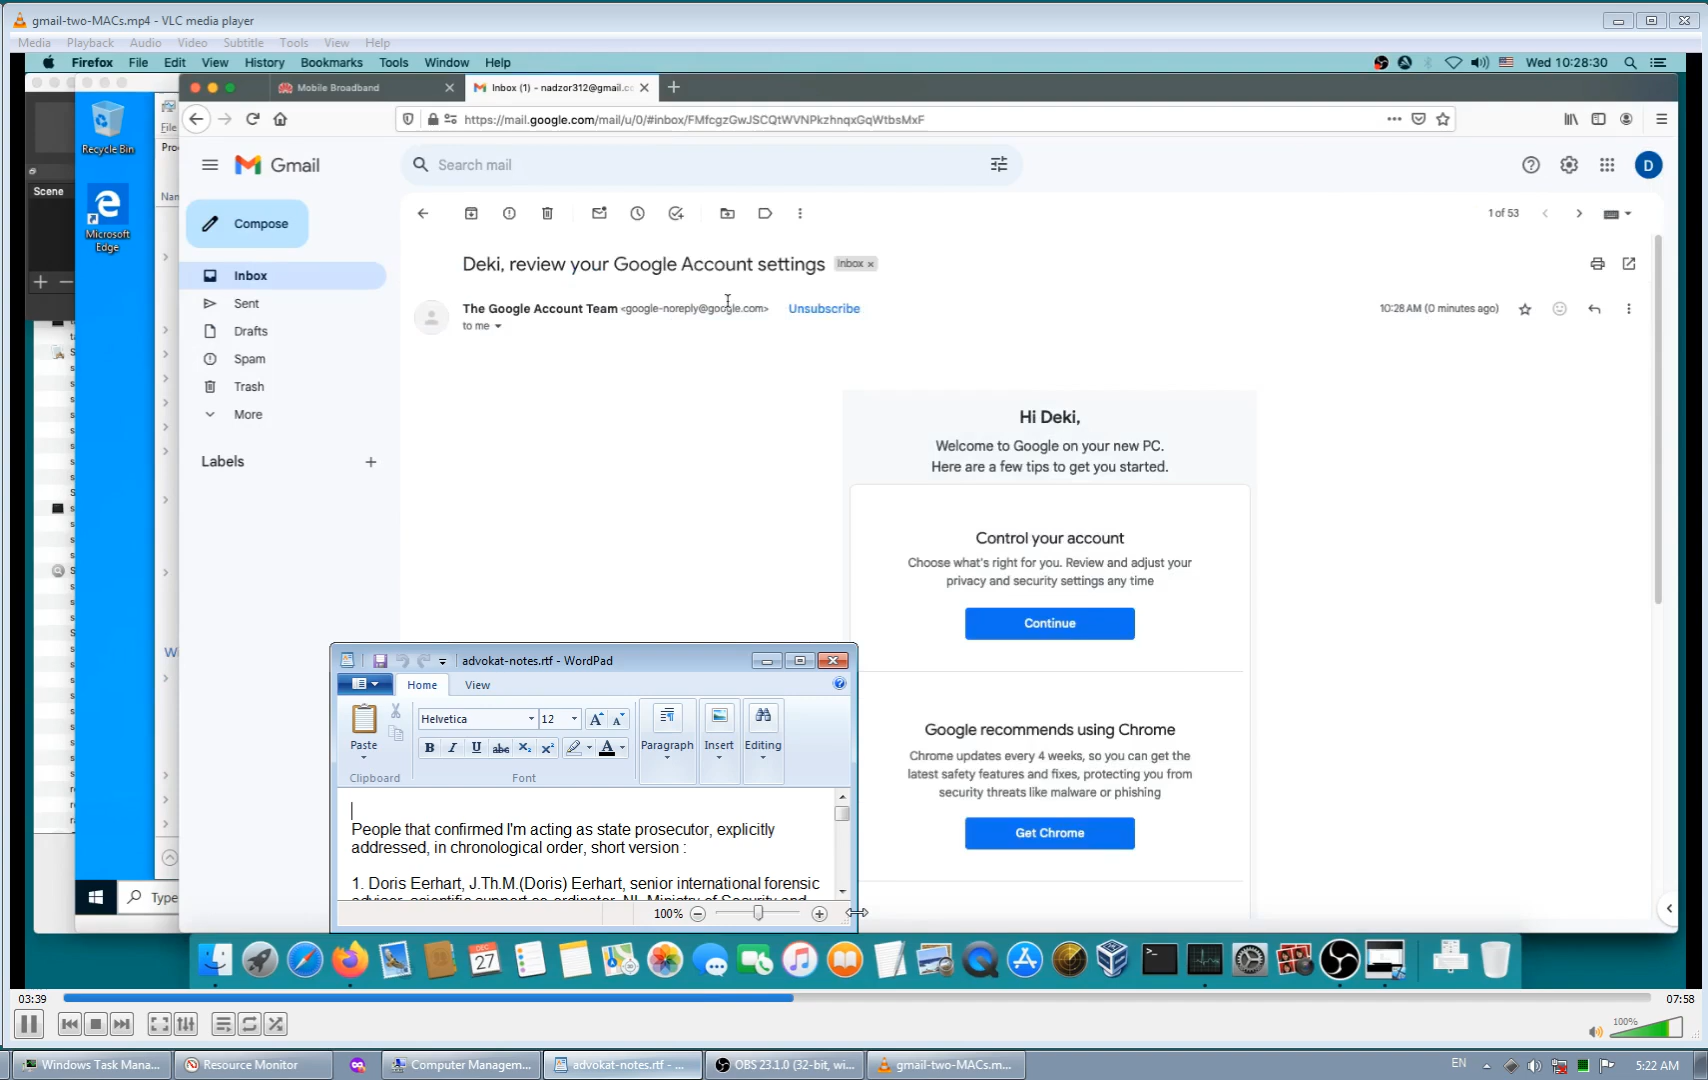 gmail-two-MACs.mp4 - VLC media player
Media Playback Audio Video Subtitle Tools View Help
Firefox File Edit View History Bookmarks Tools Window Help
Wed 10:28:30
Mobile Broadband
Inbox (1) - nadzor312@gmail.c
Recycle Bin
File
https://mail.google.com/mail/u/0/#inbox/FMfcgzGwJSCQtWVNPkzhnqxGqWtbsMxF
Gmail
Search mail
D
Scene
Microsoft Edge
Compose
1 of 53
Inbox
Sent
Drafts
Spam
Trash
More
Labels
Deki, review your Google Account settings
Inbox x
The Google Account Team <google-noreply@google.com>
Unsubscribe
10:28 AM (0 minutes ago)
to me
Hi Deki,
Welcome to Google on your new PC.
Here are a few tips to get you started.
Control your account
Choose what's right for you. Review and adjust your
privacy and security settings any time
Continue
Google recommends using Chrome
Chrome updates every 4 weeks, so you can get the
latest safety features and fixes, protecting you from
security threats like malware or phishing
Get Chrome
advokat-notes.rtf - WordPad
Home View
Helvetica 12
Paste
B I U abc X₂ X²
A
Paragraph Insert Editing
Clipboard Font
People that confirmed I'm acting as state prosecutor, explicitly
addressed, in chronological order, short version :
1. Doris Eerhart, J.Th.M.(Doris) Eerhart, senior international forensic
100%
Type
DEC
27
03:39
07:58
100%
Windows Task Mana...
Resource Monitor
Computer Managem...
advokat-notes.rtf - ...
OBS 23.1.0 (32-bit, wi...
gmail-two-MACs.m...
EN
5:22 AM